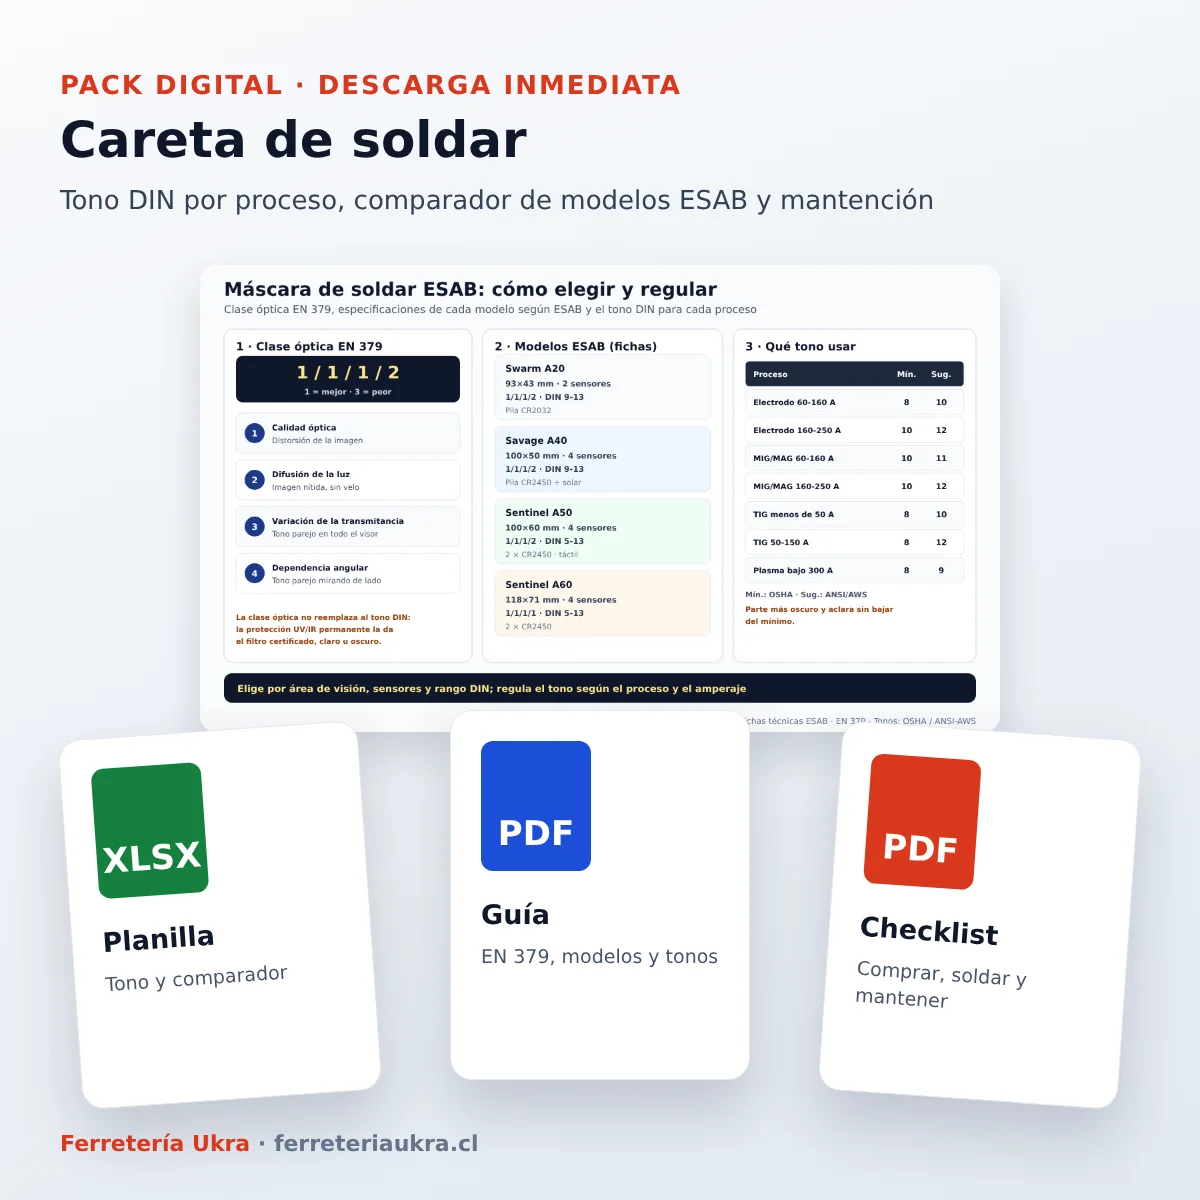 PACK DIGITAL · DESCARGA INMEDIATA
Careta de soldar
Tono DIN por proceso, comparador de modelos ESAB y mantención
Máscara de soldar ESAB: cómo elegir y regular
Clase óptica EN 379, especificaciones de cada modelo según ESAB y el tono DIN para cada proceso
1 · Clase óptica EN 379
1 / 1 / 1 / 2
1 = mejor · 3 = peor
1 Calidad óptica
Distorsión de la imagen
2 Difusión de la luz
Imagen nítida, sin velo
3 Variación de la transmitancia
Tono parejo en todo el visor
4 Dependencia angular
Tono parejo mirando de lado
La clase óptica no reemplaza al tono DIN:
la protección UV/IR permanente la da
el filtro certificado, claro u oscuro.
2 · Modelos ESAB (fichas)
Swarm A20
93×43 mm · 2 sensores
1/1/1/2 · DIN 9-13
Pila CR2032
Savage A40
100×50 mm · 4 sensores
1/1/1/2 · DIN 9-13
Pila CR2450 + solar
Sentinel A50
100×60 mm · 4 sensores
1/1/1/2 · DIN 5-13
2 × CR2450 · táctil
Sentinel A60
118×71 mm · 4 sensores
1/1/1/1 · DIN 5-13
2 × CR2450
3 · Qué tono usar
Proceso Mín. Sug.
Electrodo 60-160 A 8 10
Electrodo 160-250 A 10 12
MIG/MAG 60-160 A 10 11
MIG/MAG 160-250 A 10 12
TIG menos de 50 A 8 10
TIG 50-150 A 8 12
Plasma bajo 300 A 8 9
Mín.: OSHA · Sug.: ANSI/AWS
Parte más oscuro y aclara sin bajar
del mínimo.
Elige por área de visión, sensores y rango DIN; regula el tono según el proceso y el amperaje
técnicas ESAB · EN 379 · Tonos: OSHA / ANSI-AWS
XLSX
Planilla
Tono y comparador
PDF
Guía
EN 379, modelos y tonos
PDF
Checklist
Comprar, soldar y
mantener
Ferretería Ukra · ferreteriaukra.cl